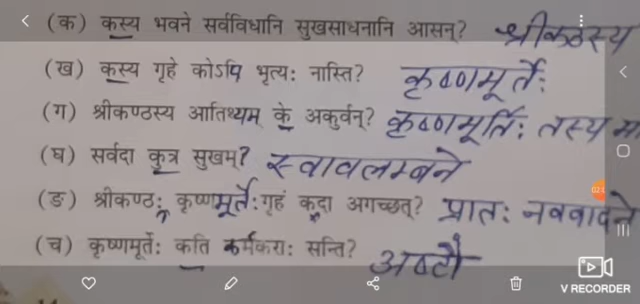 (क) कस्य भवने सर्वविधानि सुखसाधनानि आसन्? श्रीकण्ठस्य
(ख) कस्य गृहे कोऽपि भृत्यः नास्ति? कृष्णमूर्तेः
(ग) श्रीकण्ठस्य आतिथ्यम् के अकुर्वन्? कृष्णमूर्तिः तस्य मा
(घ) सर्वदा कुत्र सुखम्? स्वावलम्बने
(ङ) श्रीकण्ठः कृष्णमूर्तेः गृहं कदा अगच्छत्? प्रातः नववादने
(च) कृष्णमूर्तेः कति कर्मकराः सन्ति? अष्टौ
V RECORDER